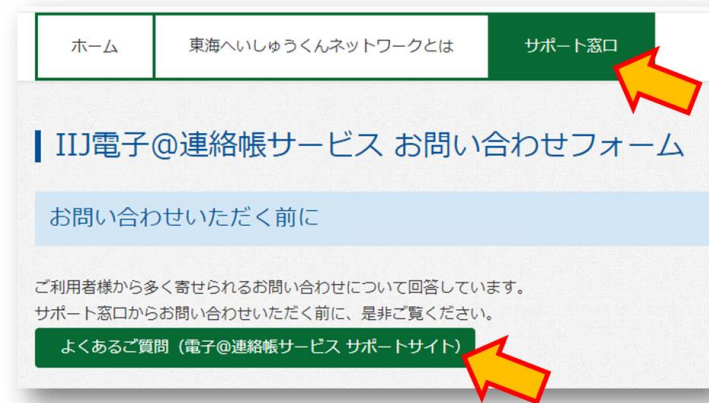 ホーム
東海へいしゅうくんネットワークとは
サポート窓口
IIJ電子@連絡帳サービス お問い合わせフォーム
お問い合わせいただく前に
ご利用者様から多く寄せられるお問い合わせについて回答しています。
サポート窓口からお問い合わせいただく前に、是非ご覧ください。
よくあるご質問（電子@連絡帳サービス サポートサイト）